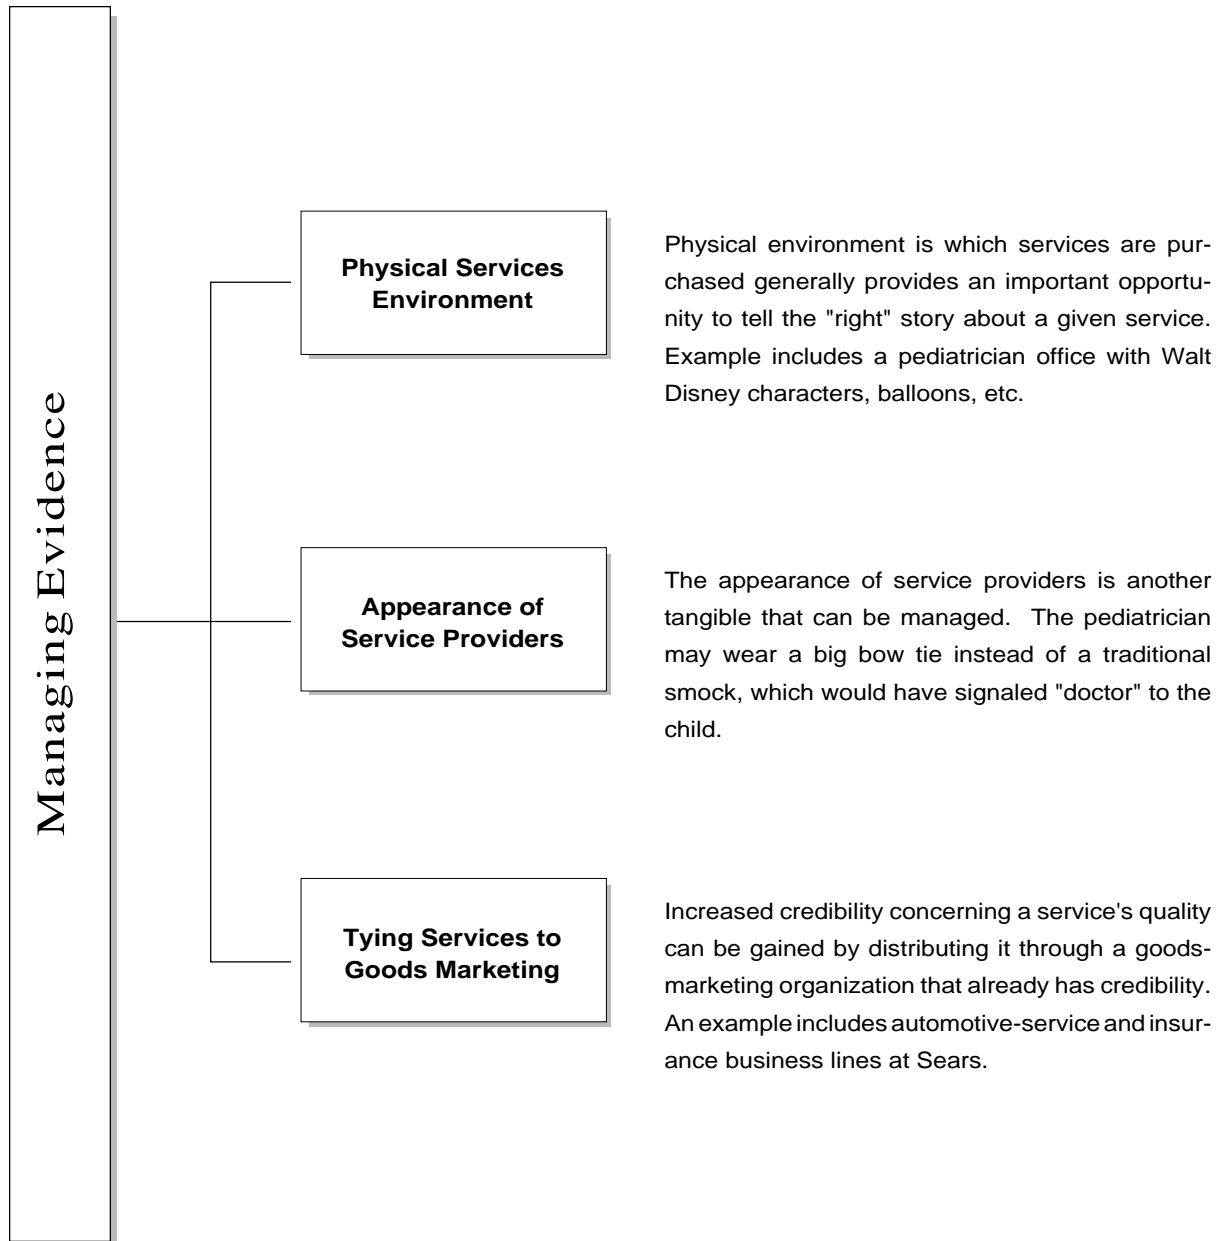 Managing Evidence
Physical Services
Environment
Physical environment is which services are pur-
chased generally provides an important opportu-
nity to tell the "right" story about a given service.
Example includes a pediatrician office with Walt
Disney characters, balloons, etc.
Appearance of
Service Providers
The appearance of service providers is another
tangible that can be managed.  The pediatrician
may wear a big bow tie instead of a traditional
smock, which would have signaled "doctor" to the
child.
Tying Services to
Goods Marketing
Increased credibility concerning a service's quality
can be gained by distributing it through a goods-
marketing organization that already has credibility.
An example includes automotive-service and insur-
ance business lines at Sears.